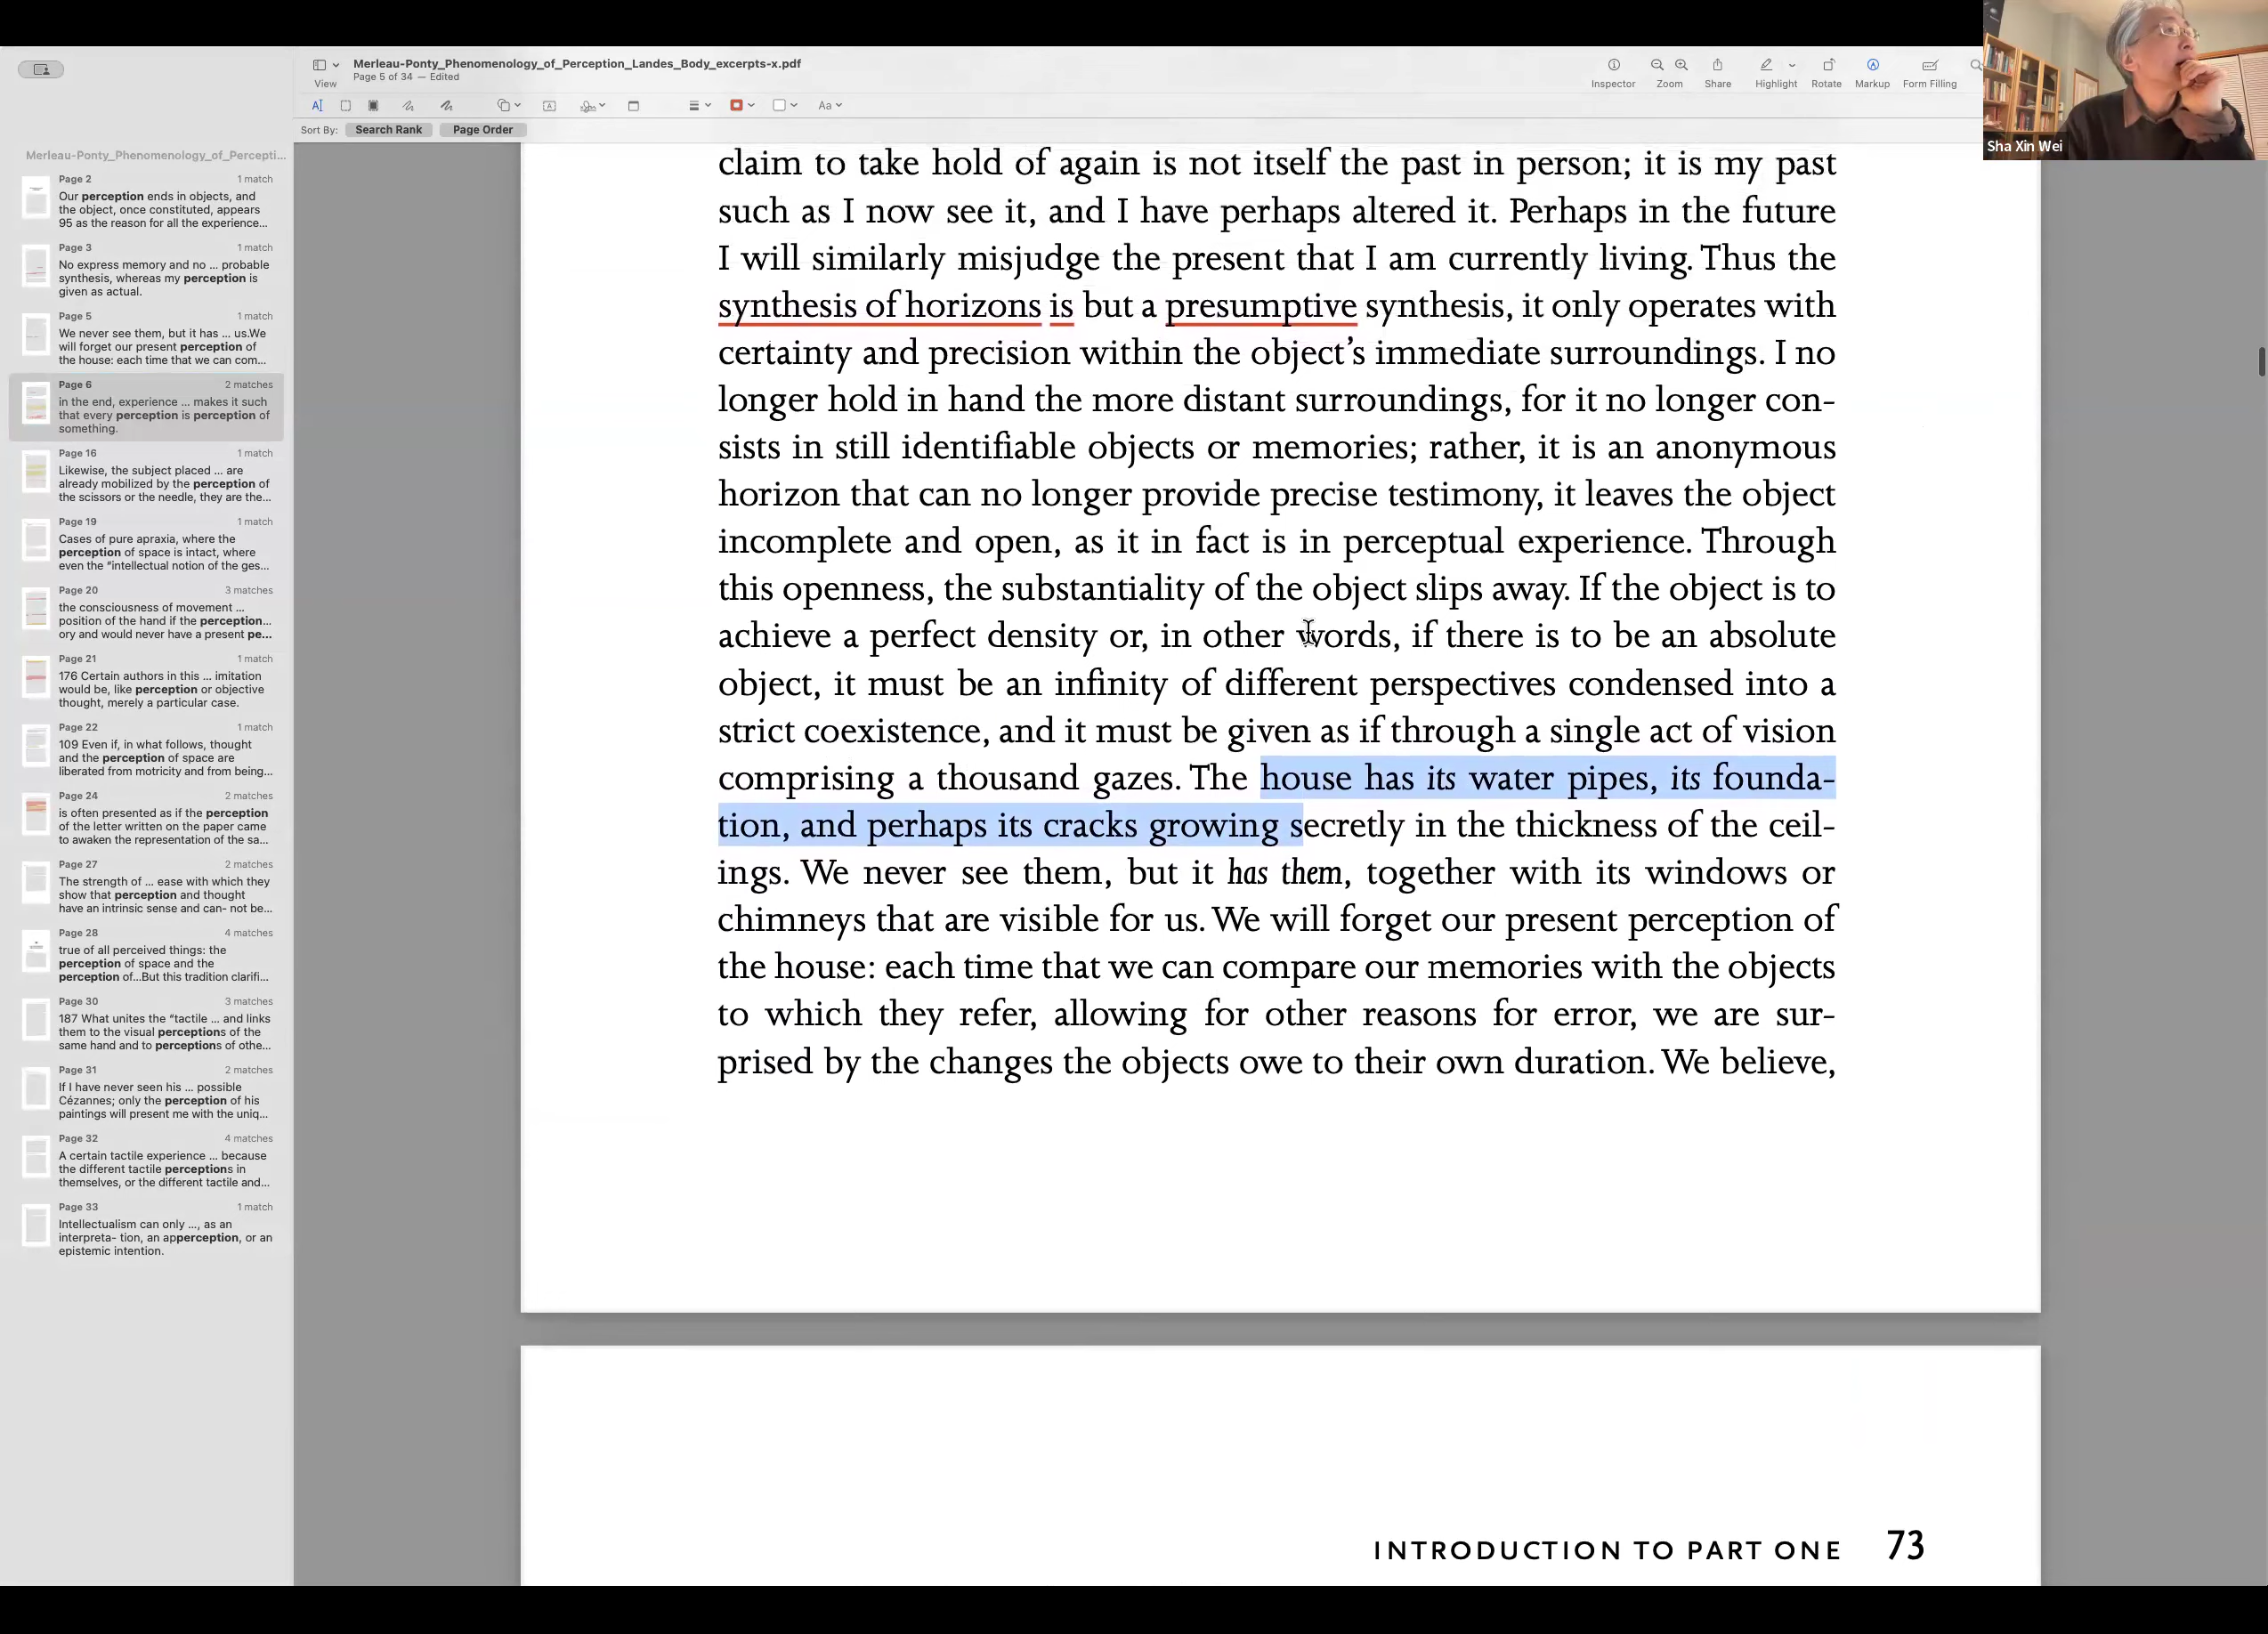 Merleau-Ponty_Phenomenology_of_Perception_Landes_Body_excerpts-x.pdf
Page 5 of 34 — Edited
View
Inspector
Zoom
Share
Highlight
Rotate
Markup
Form Filling
Sha Xin Wei
Sort By:
Search Rank
Page Order
Merleau-Ponty_Phenomenology_of_Percepti...
Page 2 1 match
Our perception ends in objects, and
the object, once constituted, appears
95 as the reason for all the experience...
Page 3 1 match
No express memory and no ... probable
synthesis, whereas my perception is
given as actual.
Page 5 1 match
We never see them, but it has ... us.We
will forget our present perception of
the house: each time that we can com...
Page 6 2 matches
in the end, experience ... makes it such
that every perception is perception of
something.
Page 16 1 match
Likewise, the subject placed ... are
already mobilized by the perception of
the scissors or the needle, they are the...
Page 19 1 match
Cases of pure apraxia, where the
perception of space is intact, where
even the "intellectual notion of the ges...
Page 20 3 matches
the consciousness of movement ...
position of the hand if the perception...
ory and would never have a present pe...
Page 21 1 match
176 Certain authors in this ... imitation
would be, like perception or objective
thought, merely a particular case.
Page 22 1 match
109 Even if, in what follows, thought
and the perception of space are
liberated from motricity and from being...
Page 24 2 matches
is often presented as if the perception
of the letter written on the paper came
to awaken the representation of the sa...
Page 27 2 matches
The strength of ... ease with which they
show that perception and thought
have an intrinsic sense and can- not be...
Page 28 4 matches
true of all perceived things: the
perception of space and the
perception of...But this tradition clarifi...
Page 30 3 matches
187 What unites the "tactile ... and links
them to the visual perceptions of the
same hand and to perceptions of othe...
Page 31 2 matches
If I have never seen his ... possible
Cézannes; only the perception of his
paintings will present me with the uniq...
Page 32 4 matches
A certain tactile experience ... because
the different tactile perceptions in
themselves, or the different tactile and...
Page 33 1 match
Intellectualism can only ..., as an
interpreta- tion, an apperception, or an
epistemic intention.
claim to take hold of again is not itself the past in person; it is my past
such as I now see it, and I have perhaps altered it. Perhaps in the future
I will similarly misjudge the present that I am currently living. Thus the
synthesis of horizons is but a presumptive synthesis, it only operates with
certainty and precision within the object’s immediate surroundings. I no
longer hold in hand the more distant surroundings, for it no longer con-
sists in still identifiable objects or memories; rather, it is an anonymous
horizon that can no longer provide precise testimony, it leaves the object
incomplete and open, as it in fact is in perceptual experience. Through
this openness, the substantiality of the object slips away. If the object is to
achieve a perfect density or, in other words, if there is to be an absolute
object, it must be an infinity of different perspectives condensed into a
strict coexistence, and it must be given as if through a single act of vision
comprising a thousand gazes. The house has its water pipes, its founda-
tion, and perhaps its cracks growing secretly in the thickness of the ceil-
ings. We never see them, but it has them, together with its windows or
chimneys that are visible for us. We will forget our present perception of
the house: each time that we can compare our memories with the objects
to which they refer, allowing for other reasons for error, we are sur-
prised by the changes the objects owe to their own duration. We believe,
INTRODUCTION TO PART ONE 73